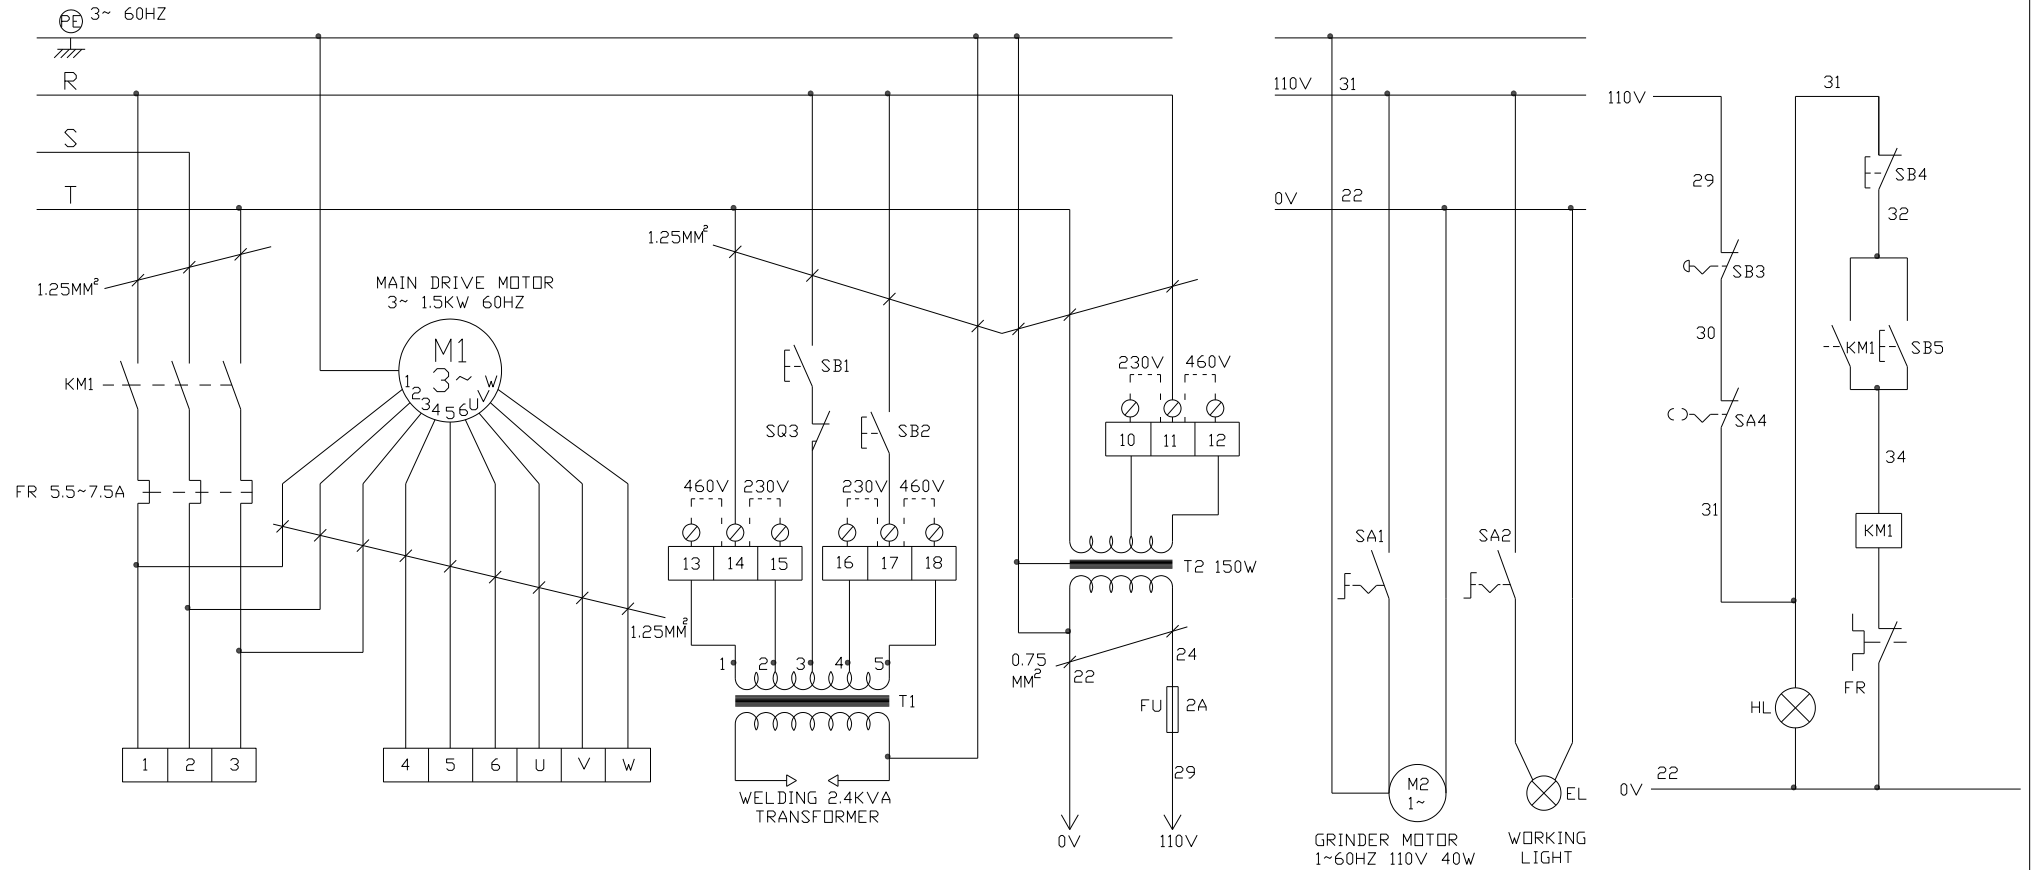 PE 3~ 60HZ
R
S
T
1.25MM²
KM1
FR 5.5~7.5A
MAIN DRIVE MOTOR
3~ 1.5KW 60HZ
M1
3~
1 2 3 4 5 6 U V W
1.25MM²
1 2 3
4 5 6 U V W
1.25MM²
SB1
SQ3
SB2
460V 230V
230V 460V
13 14 15
16 17 18
1 2 3 4 5
T1
WELDING 2.4KVA
TRANSFORMER
230V 460V
10 11 12
T2 150W
0.75
MM²
22
24
FU 2A
29
0V
110V
110V 31
0V 22
SA1
SA2
M2
1~
EL
GRINDER MOTOR
1~60HZ 110V 40W
WORKING
LIGHT
110V
31
29
SB3
30
SA4
31
HL
SB4
32
KM1
SB5
34
KM1
FR
0V 22